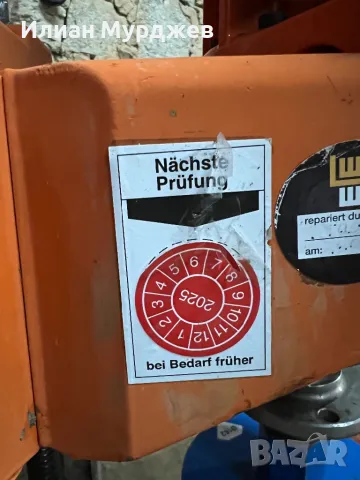 Илиан Мурджев
Nächste
Prüfung
1 2 3 4 5 6 7 8 9 10 11 12
2025
bei Bedarf früher
repariert du
am:
BAZAR